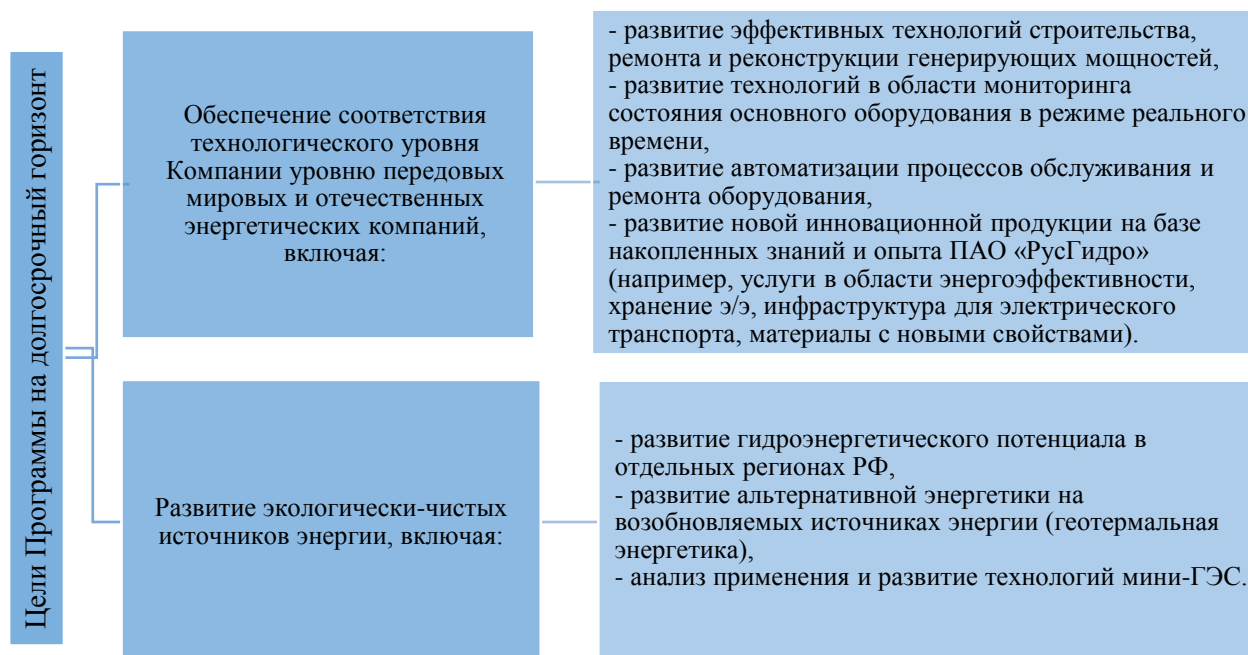 Цели Программы на долгосрочный горизонт
Обеспечение соответствия
технологического уровня
Компании уровню передовых
мировых и отечественных
энергетических компаний,
включая:
- развитие эффективных технологий строительства,
ремонта и реконструкции генерирующих мощностей,
- развитие технологий в области мониторинга
состояния основного оборудования в режиме реального
времени,
- развитие автоматизации процессов обслуживания и
ремонта оборудования,
- развитие новой инновационной продукции на базе
накопленных знаний и опыта ПАО «РусГидро»
(например, услуги в области энергоэффективности,
хранение э/э, инфраструктура для электрического
транспорта, материалы с новыми свойствами).
Развитие экологически-чистых
источников энергии, включая:
- развитие гидроэнергетического потенциала в
отдельных регионах РФ,
- развитие альтернативной энергетики на
возобновляемых источниках энергии (геотермальная
энергетика),
- анализ применения и развитие технологий мини-ГЭС.